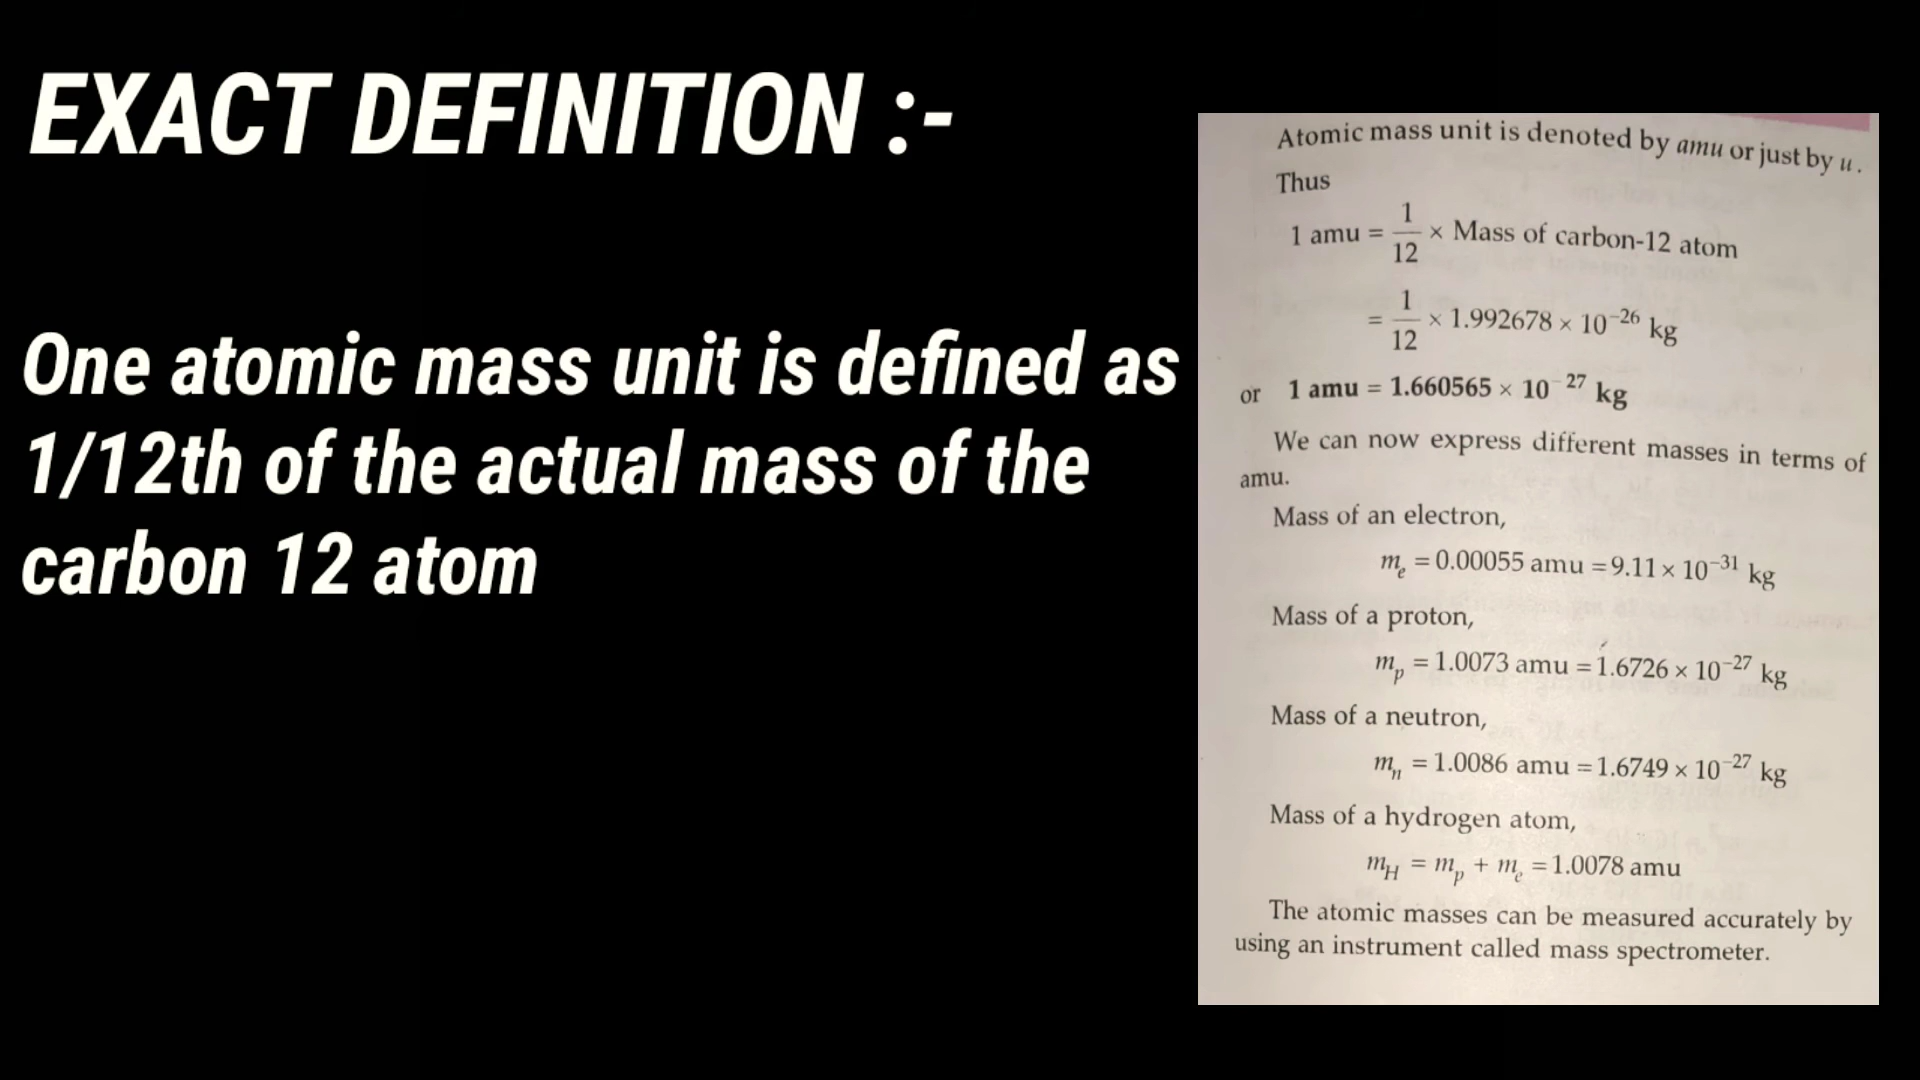 EXACT DEFINITION :-
One atomic mass unit is defined as
1/12th of the actual mass of the
carbon 12 atom
Atomic mass unit is denoted by amu or just by u.
Thus
1 amu = 1/12 × Mass of carbon-12 atom
= 1/12 × 1.992678 × 10⁻²⁶ kg
or 1 amu = 1.660565 × 10⁻²⁷ kg
We can now express different masses in terms of
amu.
Mass of an electron,
mₑ = 0.00055 amu = 9.11 × 10⁻³¹ kg
Mass of a proton,
mₚ = 1.0073 amu = 1.6726 × 10⁻²⁷ kg
Mass of a neutron,
mₙ = 1.0086 amu = 1.6749 × 10⁻²⁷ kg
Mass of a hydrogen atom,
m_H = mₚ + mₑ = 1.0078 amu
The atomic masses can be measured accurately by
using an instrument called mass spectrometer.